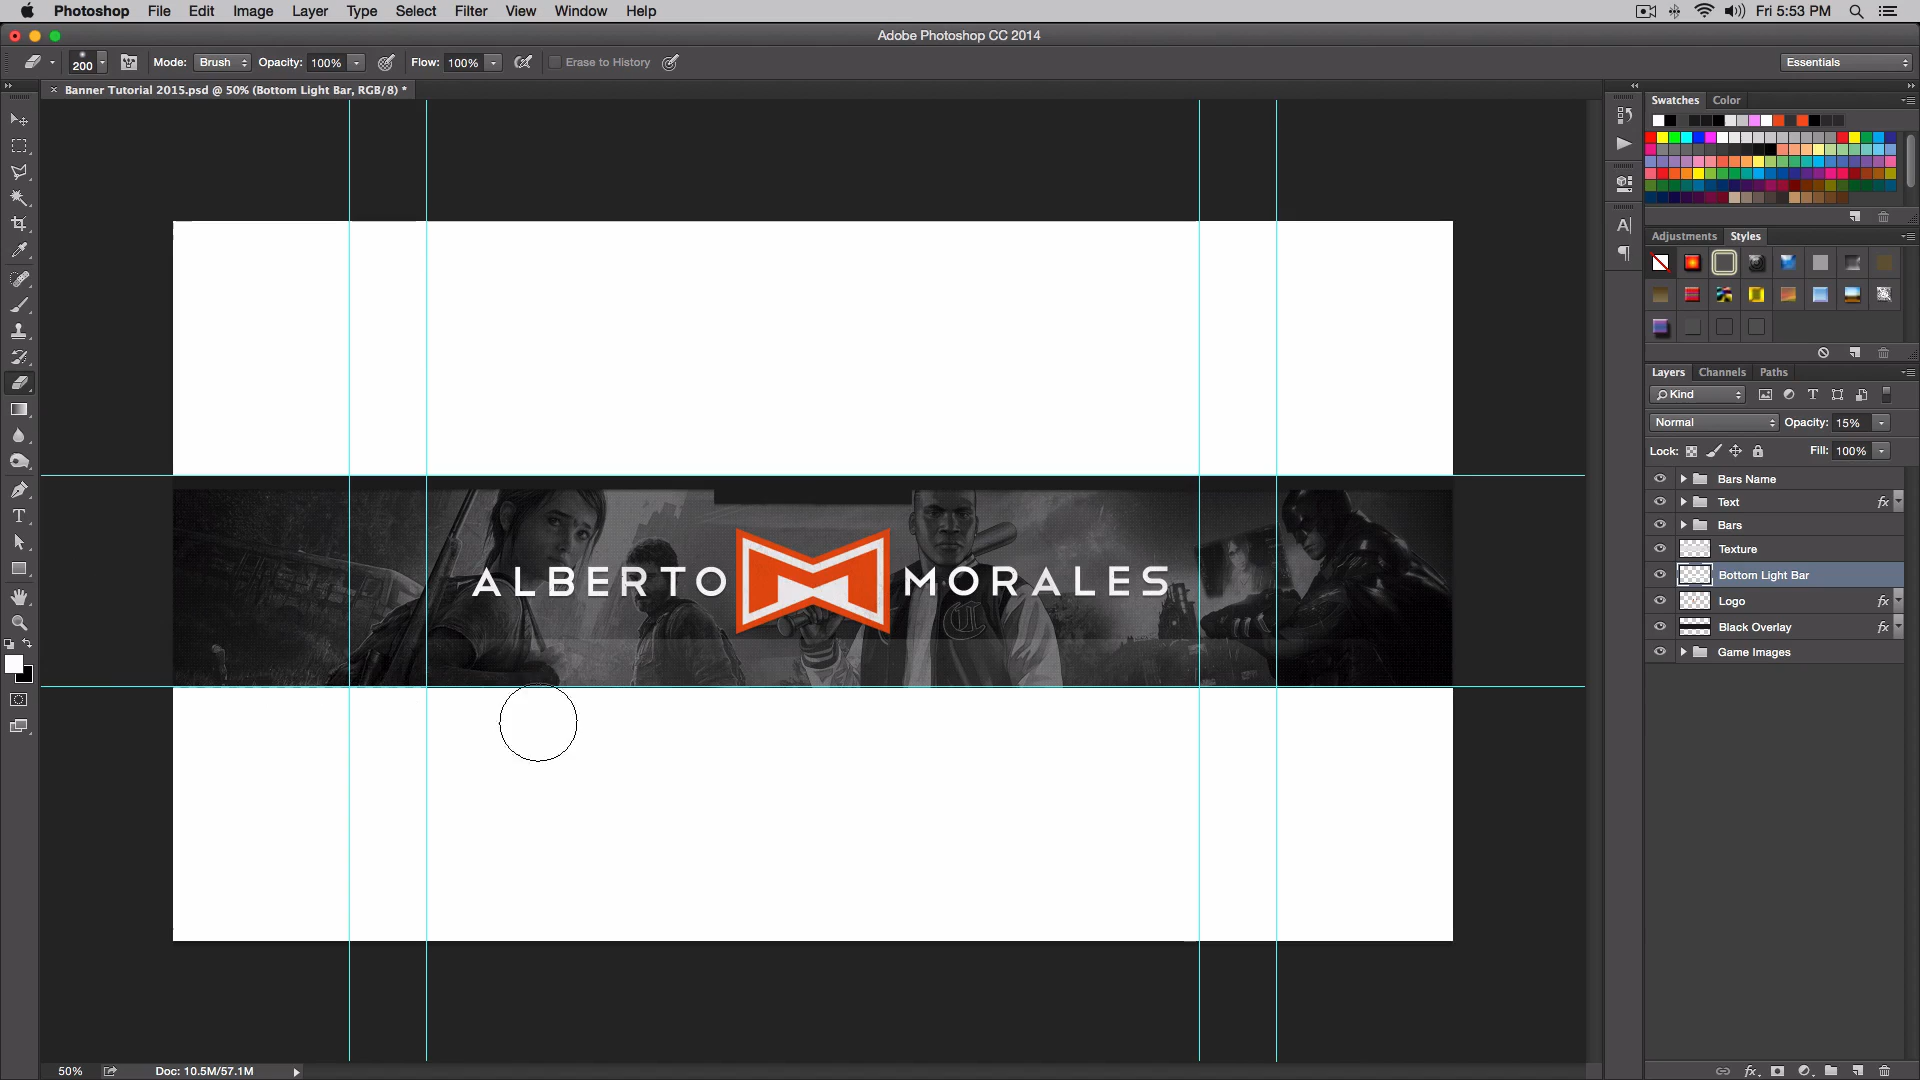 Photoshop File Edit Image Layer Type Select Filter View Window Help Fri 5:53 PM
Adobe Photoshop CC 2014
200 Mode: Brush Opacity: 100% Flow: 100% Erase to History Essentials
Banner Tutorial 2015.psd @ 50% (Bottom Light Bar, RGB/8) *
Swatches Color
Adjustments Styles
Layers Channels Paths
Kind
Normal Opacity: 15%
Lock: Fill: 100%
Bars Name
Text fx
Bars
Texture
Bottom Light Bar
Logo fx
Black Overlay fx
Game Images
ALBERTO MORALES
50% Doc: 10.5M/57.1M